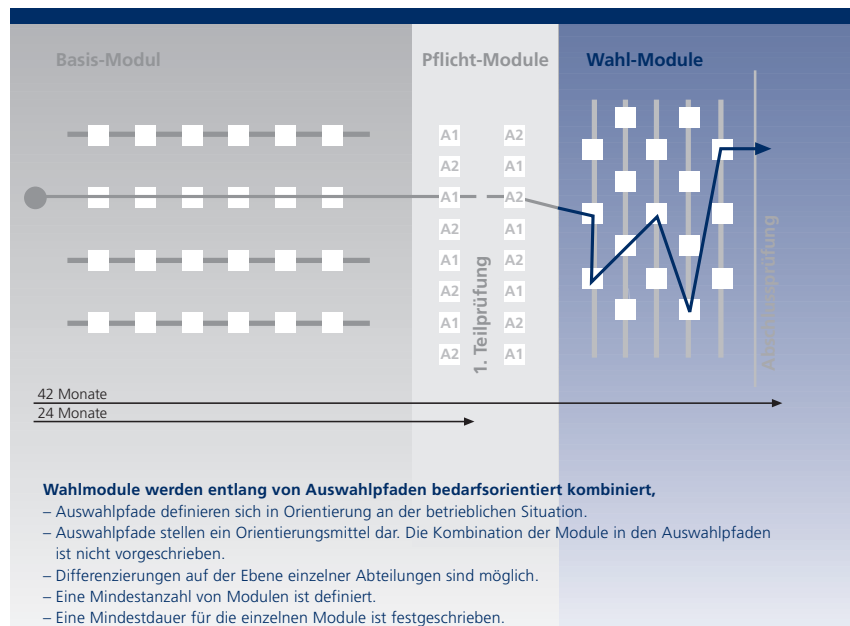 Basis-Modul
Pflicht-Module
Wahl-Module
A1 A2
A2 A1
A1 A2
A2 A1
A1 A2
A2 A1
A1 A2
A2 A1
1. Teilprüfung
Abschlussprüfung
42 Monate
24 Monate
Wahlmodule werden entlang von Auswahlpfaden bedarfsorientiert kombiniert,
– Auswahlpfade definieren sich in Orientierung an der betrieblichen Situation.
– Auswahlpfade stellen ein Orientierungsmittel dar. Die Kombination der Module in den Auswahlpfaden
ist nicht vorgeschrieben.
– Differenzierungen auf der Ebene einzelner Abteilungen sind möglich.
– Eine Mindestanzahl von Modulen ist definiert.
– Eine Mindestdauer für die einzelnen Module ist festgeschrieben.